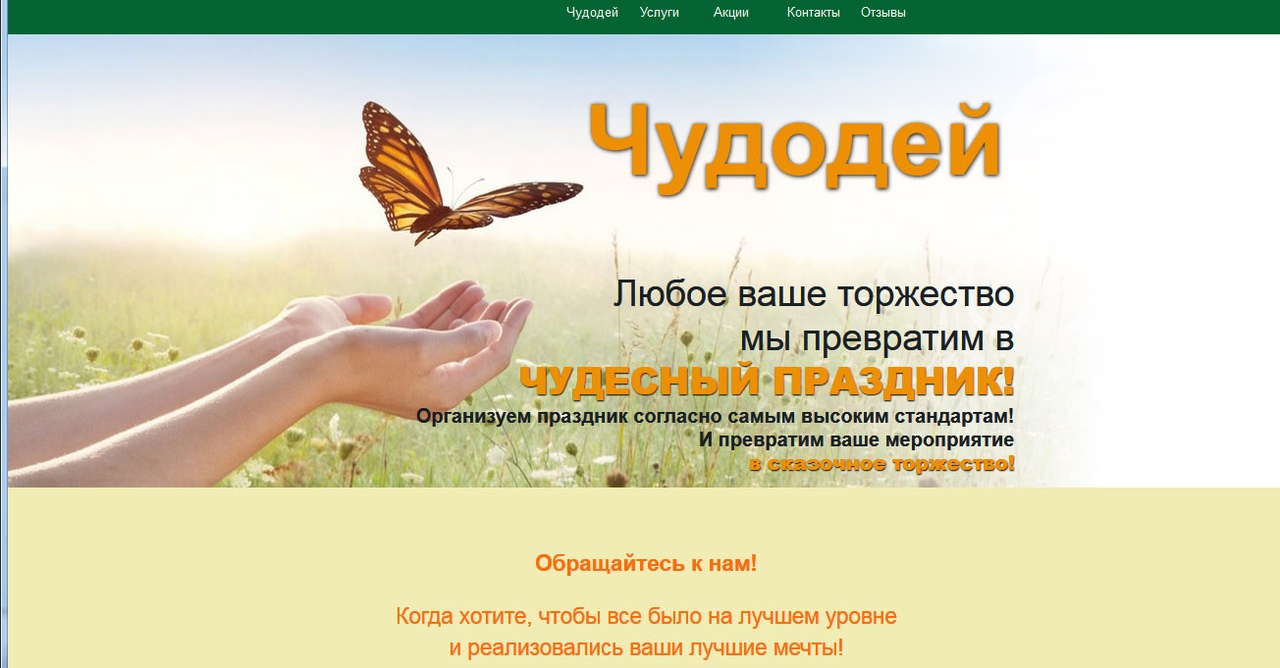 Чудодей Услуги Акции Контакты Отзывы
Чудодей
Любое ваше торжество
мы превратим в
ЧУДЕСНЫЙ ПРАЗДНИК!
Организуем праздник согласно самым высоким стандартам!
И превратим ваше мероприятие
в сказочное торжество!
Обращайтесь к нам!
Когда хотите, чтобы все было на лучшем уровне
и реализовались ваши лучшие мечты!